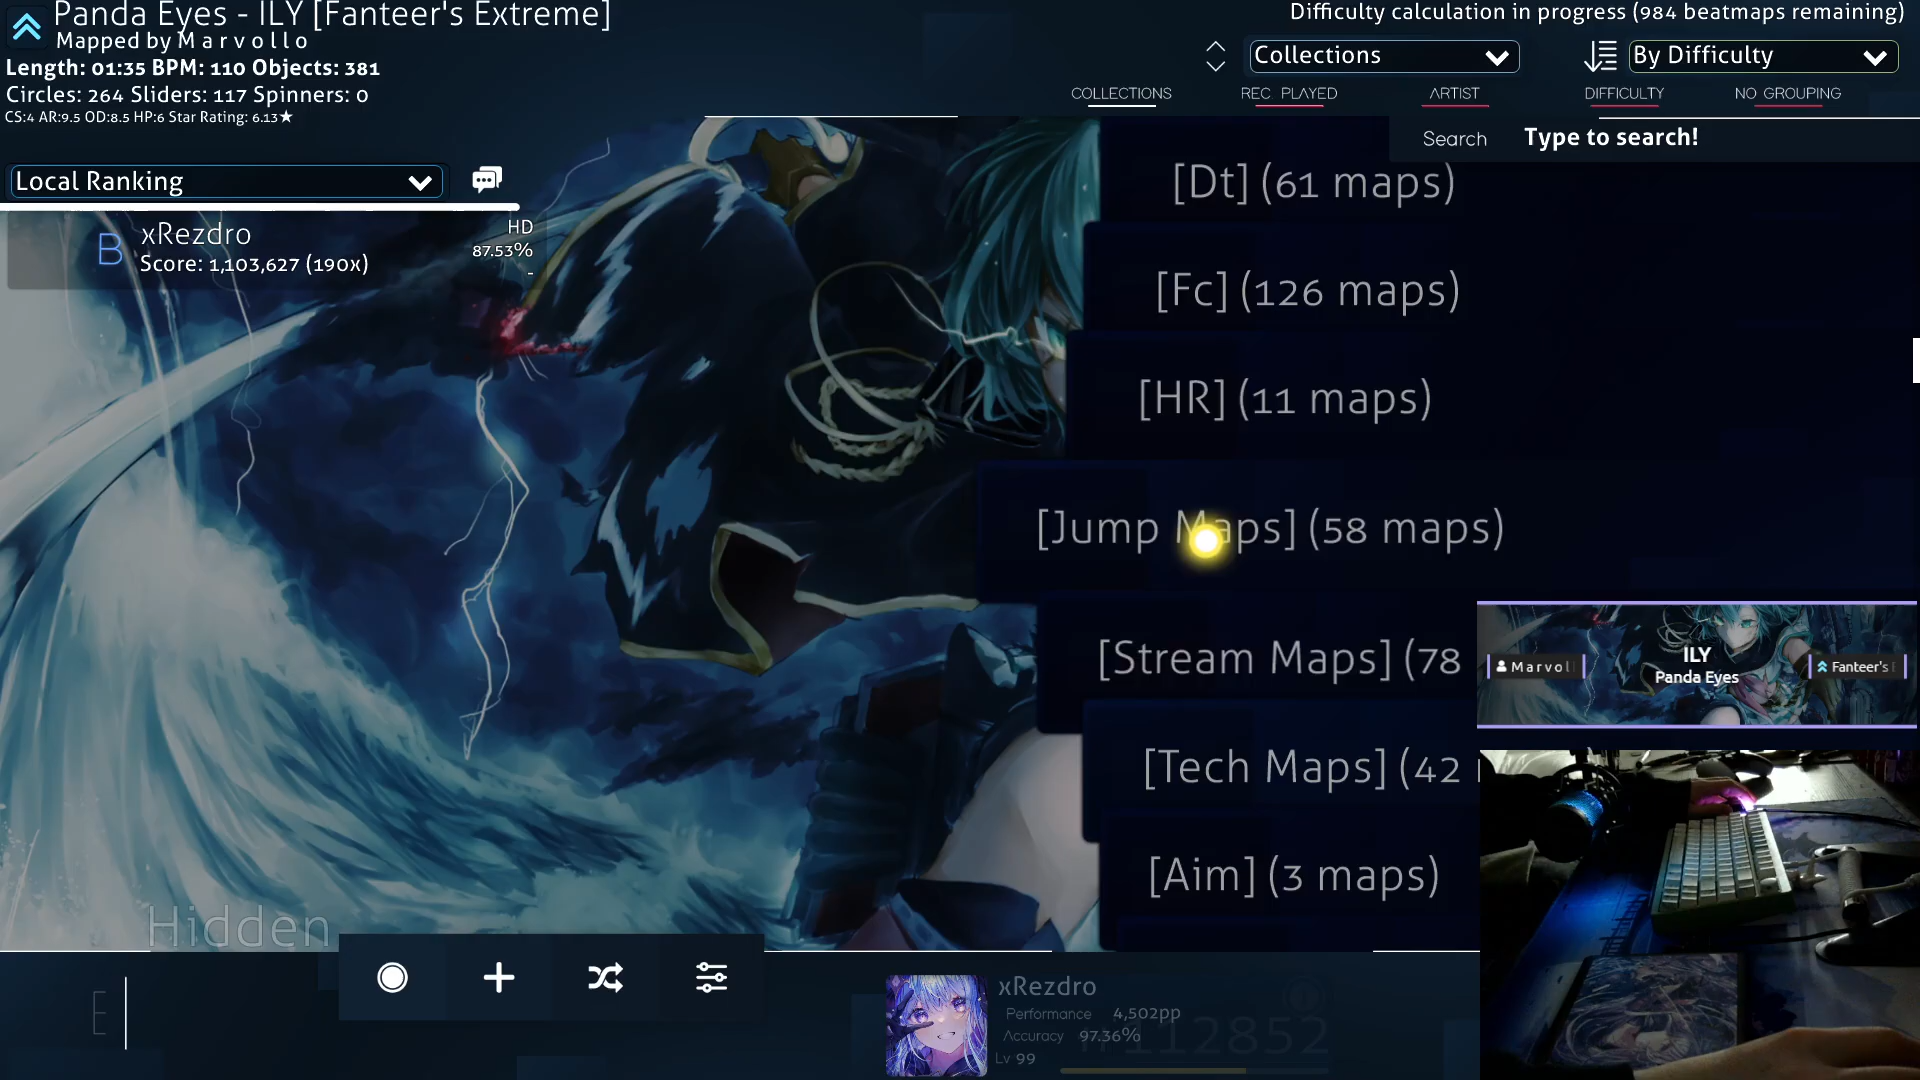 Panda Eyes - ILY [Fanteer's Extreme]
Mapped by M a r v o l l o
Length: 01:35 BPM: 110 Objects: 381
Circles: 264 Sliders: 117 Spinners: 0
CS:4 AR:9.5 OD:8.5 HP:6 Star Rating: 6.13★
Difficulty calculation in progress (984 beatmaps remaining)
Collections
By Difficulty
COLLECTIONS
REC PLAYED
ARTIST
DIFFICULTY
NO GROUPING
Search
Type to search!
Local Ranking
B
xRezdro
Score: 1,103,627 (190x)
HD
87.53%
-
[Dt] (61 maps)
[Fc] (126 maps)
[HR] (11 maps)
[Jump Maps] (58 maps)
[Stream Maps] (78
[Tech Maps] (42
[Aim] (3 maps)
M a r v o l
ILY
Panda Eyes
Fanteer's
Hidden
E
xRezdro
Performance 4,502pp
Accuracy 97.36%
Lv 99
112852